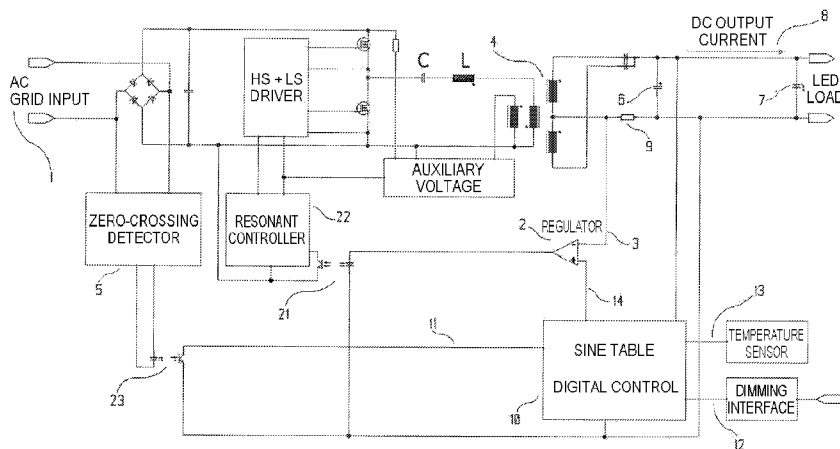 DC OUTPUT
CURRENT
8
AC
GRID INPUT
1
HS + LS
DRIVER
C
L
4
6
7
LED
LOAD
9
AUXILIARY
VOLTAGE
ZERO-CROSSING
DETECTOR
5
RESONANT
CONTROLLER
22
2
REGULATOR
3
21
14
13
11
SINE TABLE
DIGITAL CONTROL
TEMPERATURE
SENSOR
DIMMING
INTERFACE
23
10
12